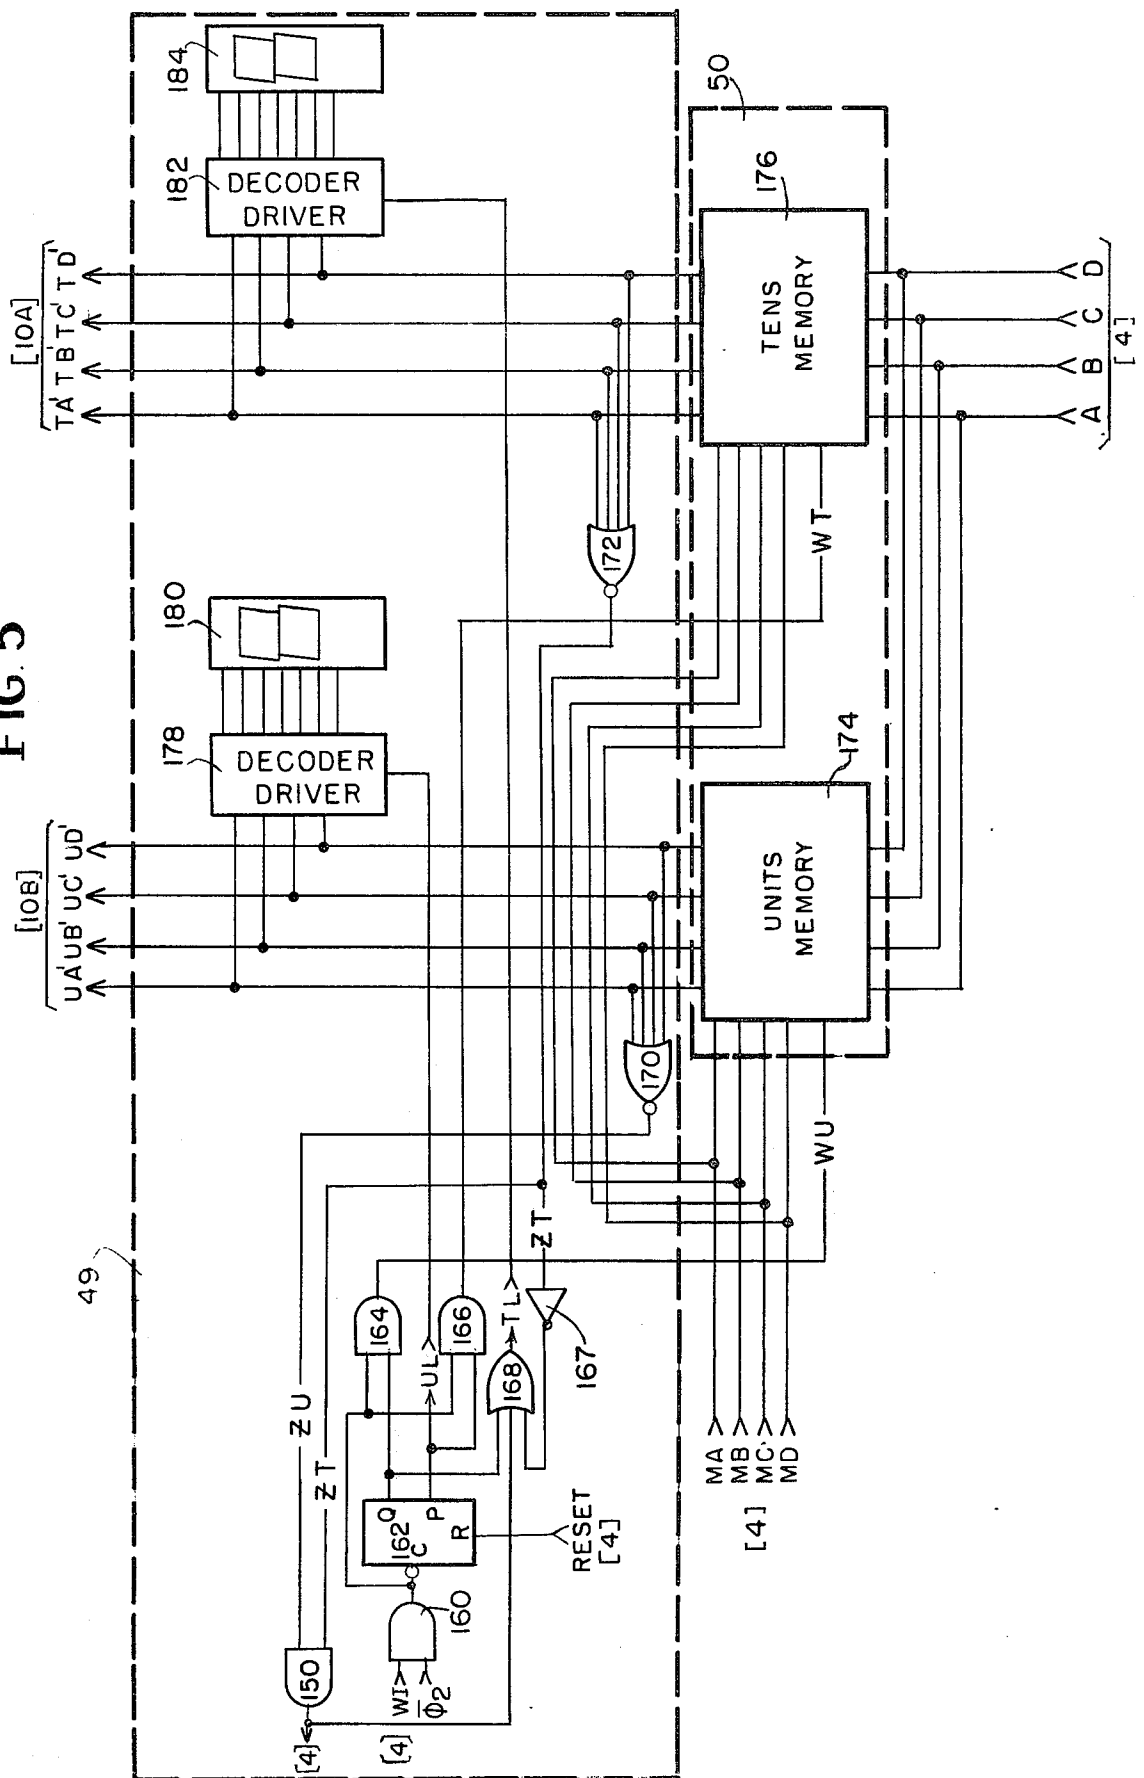 FIG. 5
[10B]
UA' UB' UC' UD'
[10A]
TA' TB' TC' TD'
49
178
DECODER
DRIVER
180
182
DECODER
DRIVER
184
ZU
ZT
150
[4]
[4]
WI
Φ̅2
160
162
C
Q
P
R
RESET
[4]
164
UL
166
168
TL
ZT
167
170
172
WU
WT
50
UNITS
MEMORY
174
TENS
MEMORY
176
MA
MB
MC
MD
[4]
A B C D
[4]